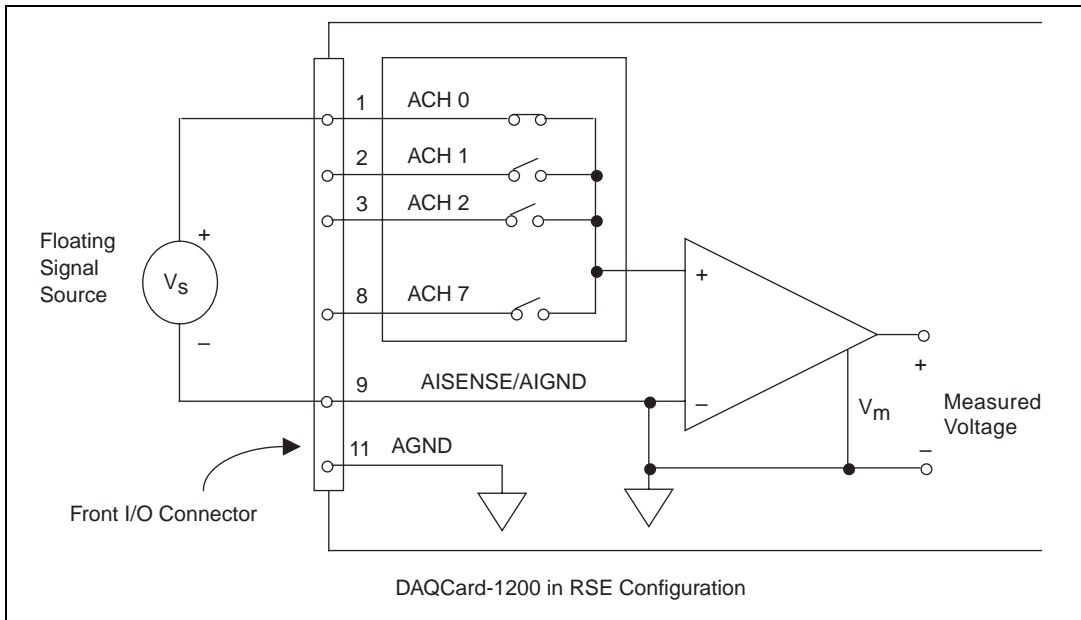 1 ACH 0
2 ACH 1
3 ACH 2
8 ACH 7
+
Floating
Signal
Source
Vs
–
+
–
Vm
+
Measured
Voltage
–
9 AISENSE/AIGND
11 AGND
Front I/O Connector
DAQCard-1200 in RSE Configuration